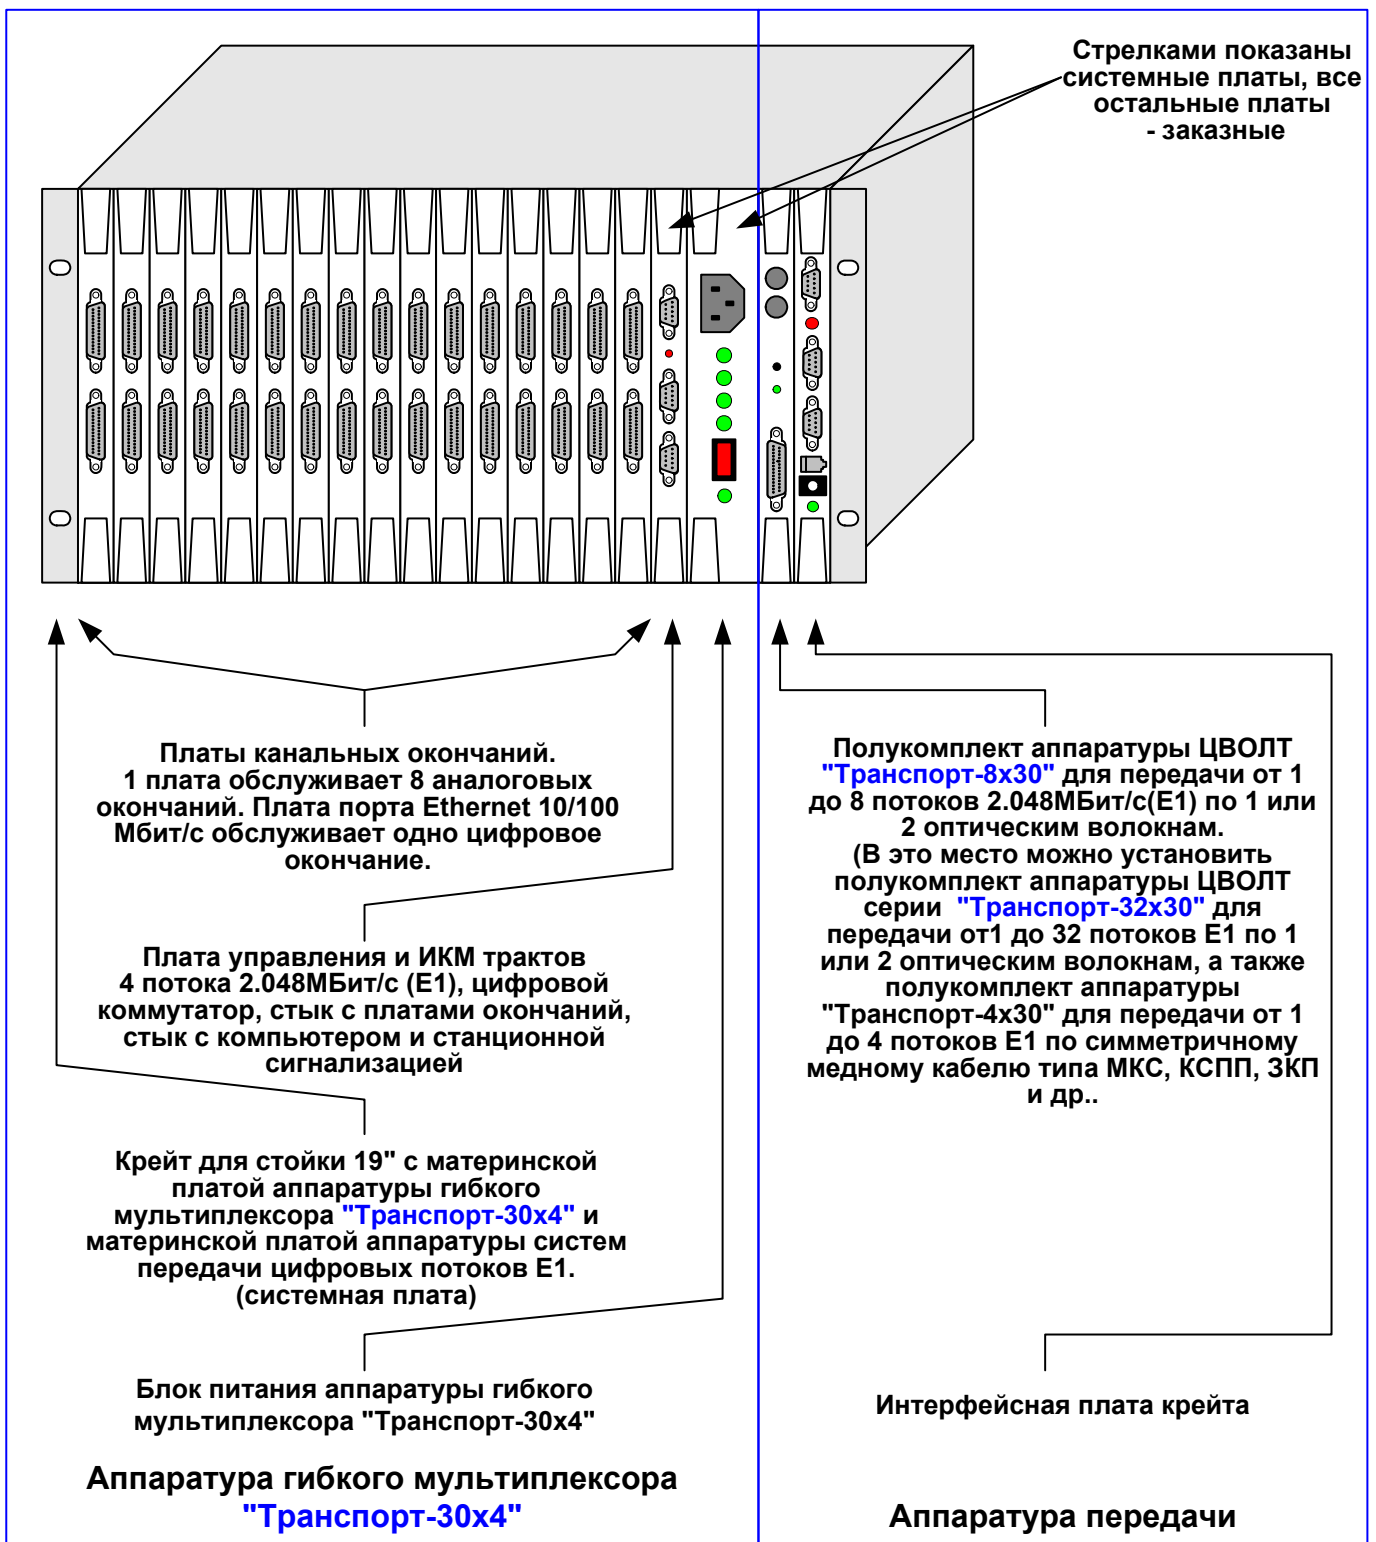 Стрелками показаны
системные платы, все
остальные платы
- заказные
Платы канальных окончаний.
1 плата обслуживает 8 аналоговых
окончаний. Плата порта Ethernet 10/100
Мбит/с обслуживает одно цифровое
окончание.
Плата управления и ИКМ трактов
4 потока 2.048МБит/с (Е1), цифровой
коммутатор, стык с платами окончаний,
стык с компьютером и станционной
сигнализацией
Крейт для стойки 19" с материнской
платой аппаратуры гибкого
мультиплексора "Транспорт-30х4" и
материнской платой аппаратуры систем
передачи цифровых потоков Е1.
(системная плата)
Блок питания аппаратуры гибкого
мультиплексора "Транспорт-30х4"
Аппаратура гибкого мультиплексора
"Транспорт-30х4"
Полукомплект аппаратуры ЦВОЛТ
"Транспорт-8х30" для передачи от 1
до 8 потоков 2.048МБит/с(Е1) по 1 или
2 оптическим волокнам.
(В это место можно установить
полукомплект аппаратуры ЦВОЛТ
серии "Транспорт-32х30" для
передачи от1 до 32 потоков Е1 по 1
или 2 оптическим волокнам, а также
полукомплект аппаратуры
"Транспорт-4х30" для передачи от 1
до 4 потоков Е1 по симметричному
медному кабелю типа МКС, КСПП, ЗКП
и др..
Интерфейсная плата крейта
Аппаратура передачи